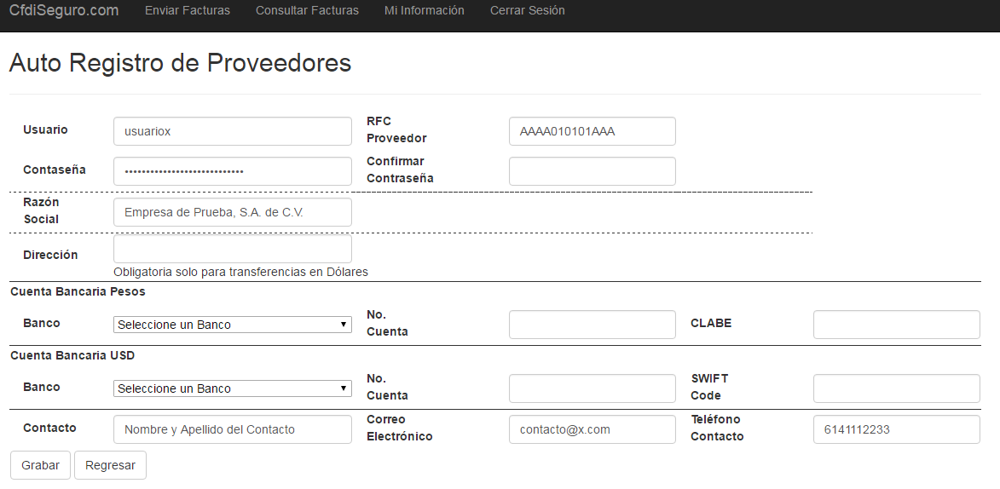 CfdiSeguro.com Enviar Facturas Consultar Facturas Mi Información Cerrar Sesión
Auto Registro de Proveedores
Usuario usuariox RFC Proveedor AAAA010101AAA
Contaseña •••••••••••••••••••••••••••• Confirmar Contraseña
Razón Social Empresa de Prueba, S.A. de C.V.
Dirección
Obligatoria solo para transferencias en Dólares
Cuenta Bancaria Pesos
Banco Seleccione un Banco No. Cuenta CLABE
Cuenta Bancaria USD
Banco Seleccione un Banco No. Cuenta SWIFT Code
Contacto Nombre y Apellido del Contacto Correo Electrónico contacto@x.com Teléfono Contacto 6141112233
Grabar Regresar